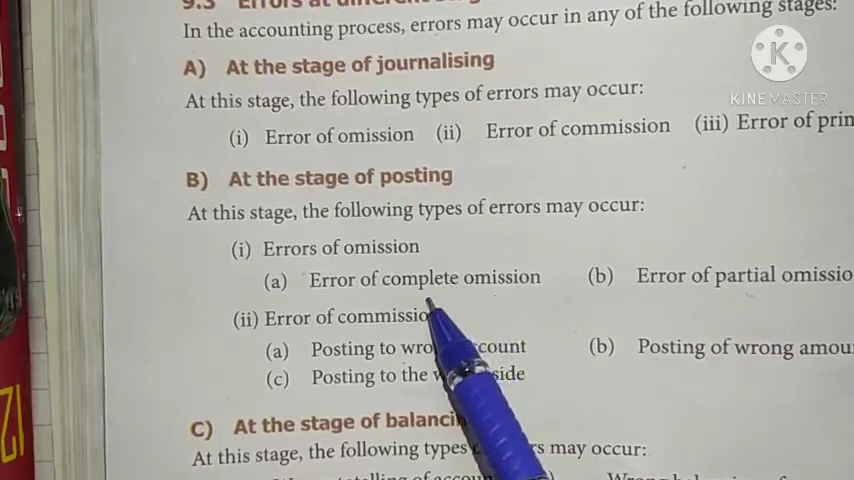 9.3 Errors at
In the accounting process, errors may occur in any of the following stages:
A) At the stage of journalising
At this stage, the following types of errors may occur:
(i) Error of omission (ii) Error of commission (iii) Error of prin
B) At the stage of posting
At this stage, the following types of errors may occur:
(i) Errors of omission
(a) Error of complete omission (b) Error of partial omissio
(ii) Error of commissio
(a) Posting to wro count (b) Posting of wrong amou
(c) Posting to the w side
C) At the stage of balanci
At this stage, the following types rs may occur:
K
KINEMASTER
12